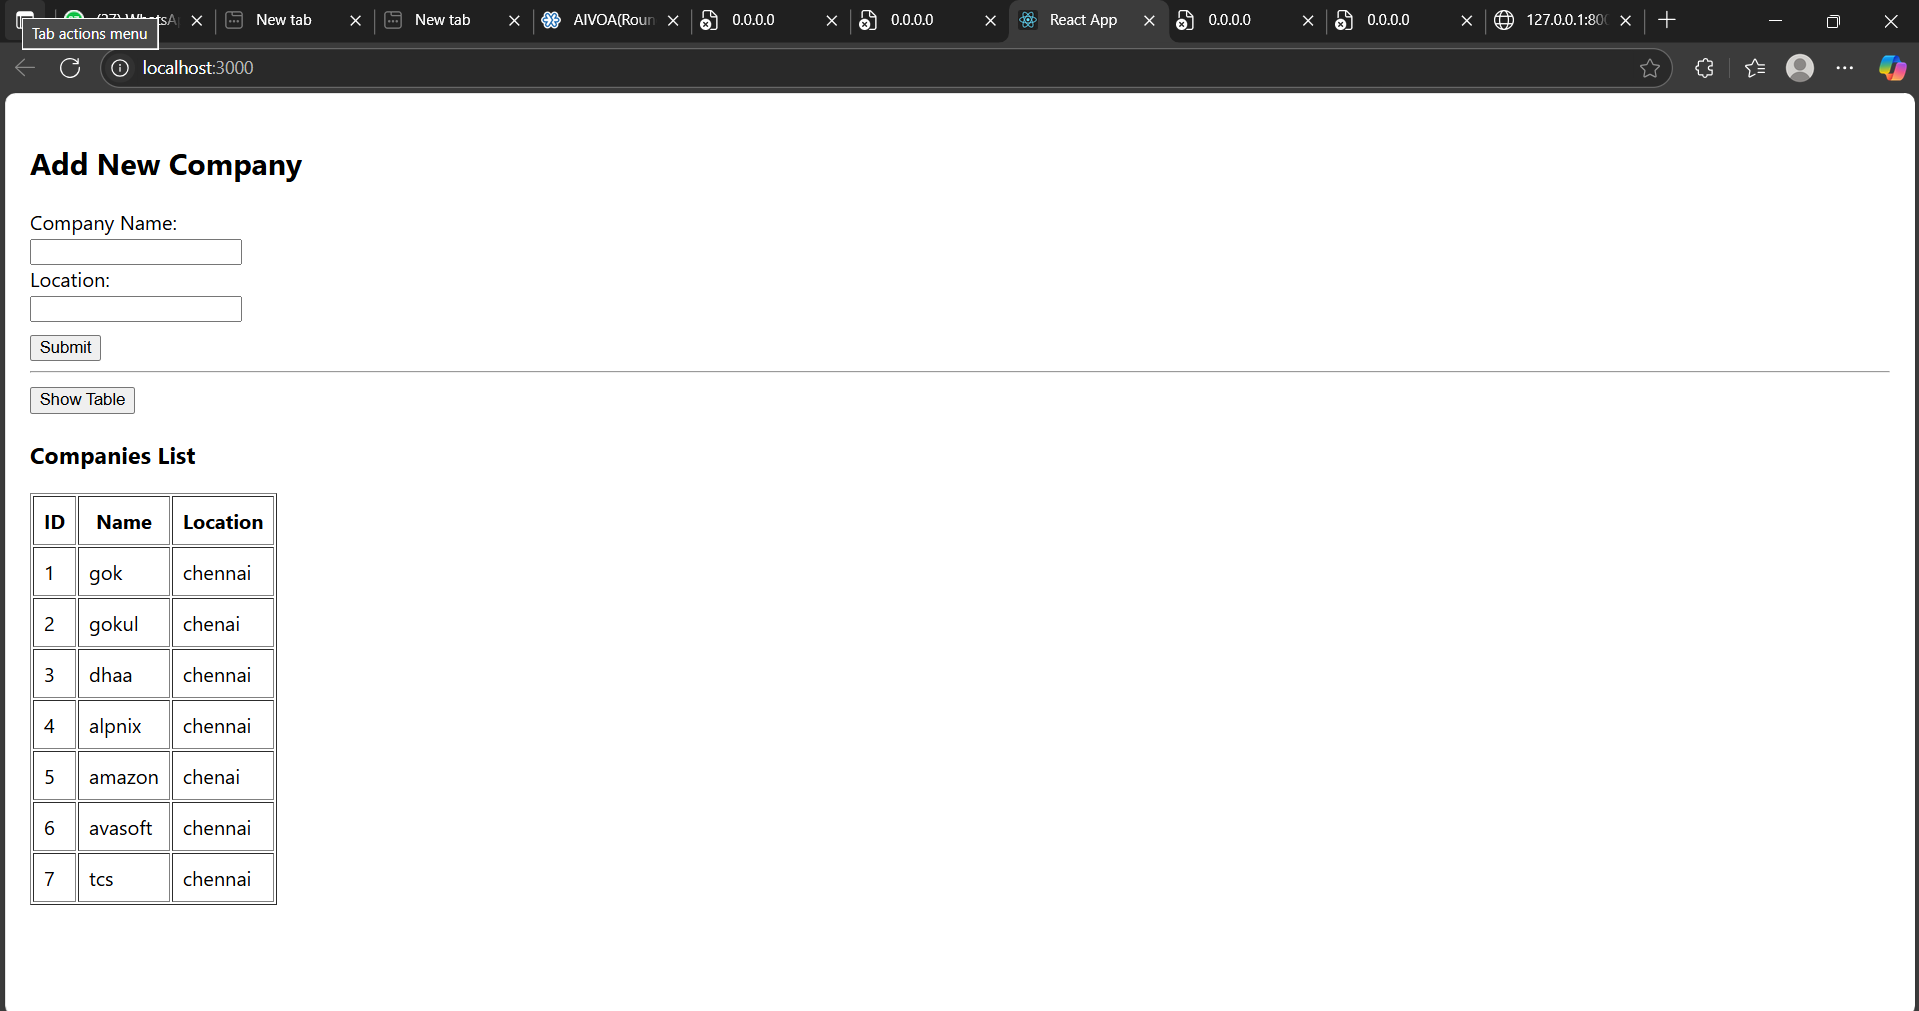 (27) WhatsAp
New tab
New tab
AIVOA(Roun
0.0.0.0
0.0.0.0
React App
0.0.0.0
0.0.0.0
127.0.0.1:80
Tab actions menu
localhost:3000
Add New Company
Company Name:
Location:
Submit
Show Table
Companies List
ID Name Location
1 gok chennai
2 gokul chenai
3 dhaa chennai
4 alpnix chennai
5 amazon chenai
6 avasoft chennai
7 tcs chennai